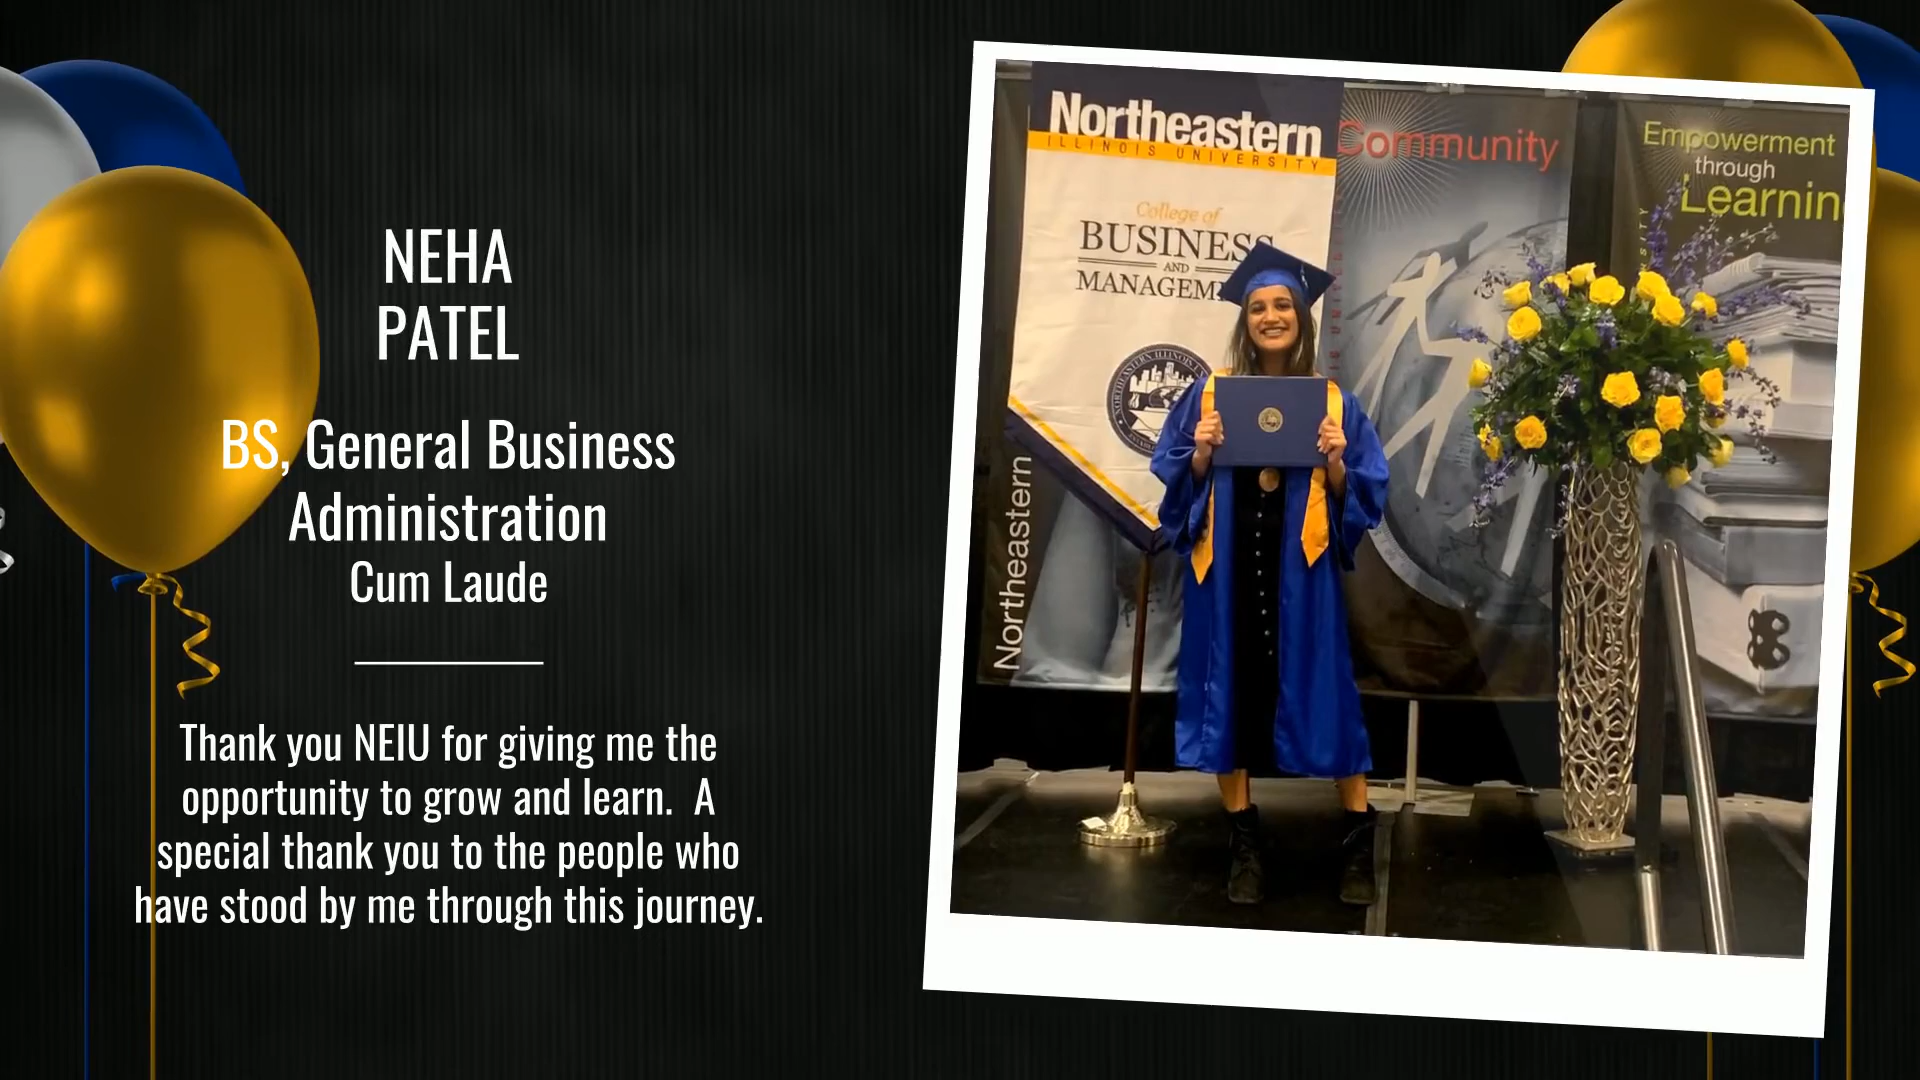 NEHA
PATEL
BS, General Business
Administration
Cum Laude
Thank you NEIU for giving me the
opportunity to grow and learn.  A
special thank you to the people who
have stood by me through this journey.
Northeastern
ILLINOIS UNIVERSITY
College of
BUSINESS
AND
MANAGEM
Northeastern
Community
Empowerment
through
Learnin